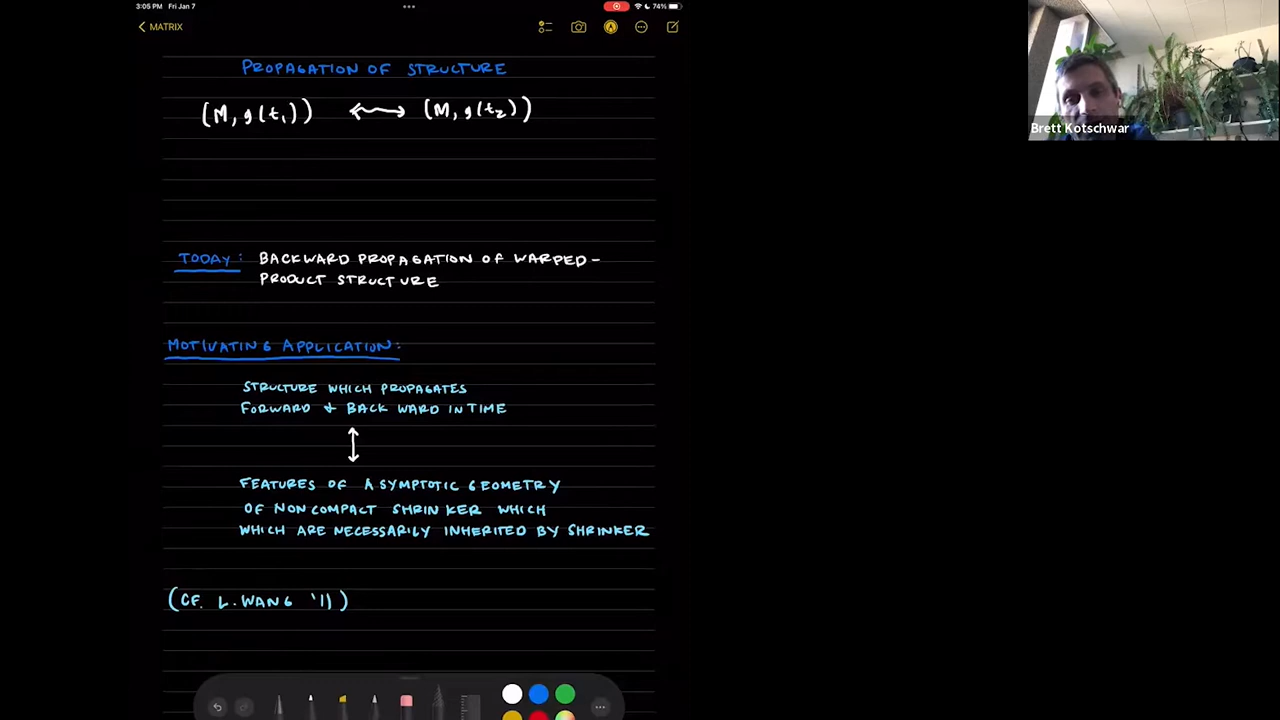 3:05 PM Fri Jan 7
74%
MATRIX
PROPAGATION OF STRUCTURE
(M, g(t₁)) ↔ (M, g(t₂))
TODAY: BACKWARD PROPAGATION OF WARPED-
PRODUCT STRUCTURE
MOTIVATING APPLICATION:
STRUCTURE WHICH PROPAGATES
FORWARD + BACK WARD IN TIME
FEATURES OF ASYMPTOTIC GEOMETRY
OF NONCOMPACT SHRINKER WHICH
WHICH ARE NECESSARILY INHERITED BY SHRINKER
(CF. L. WANG '11)
Brett Kotschwar